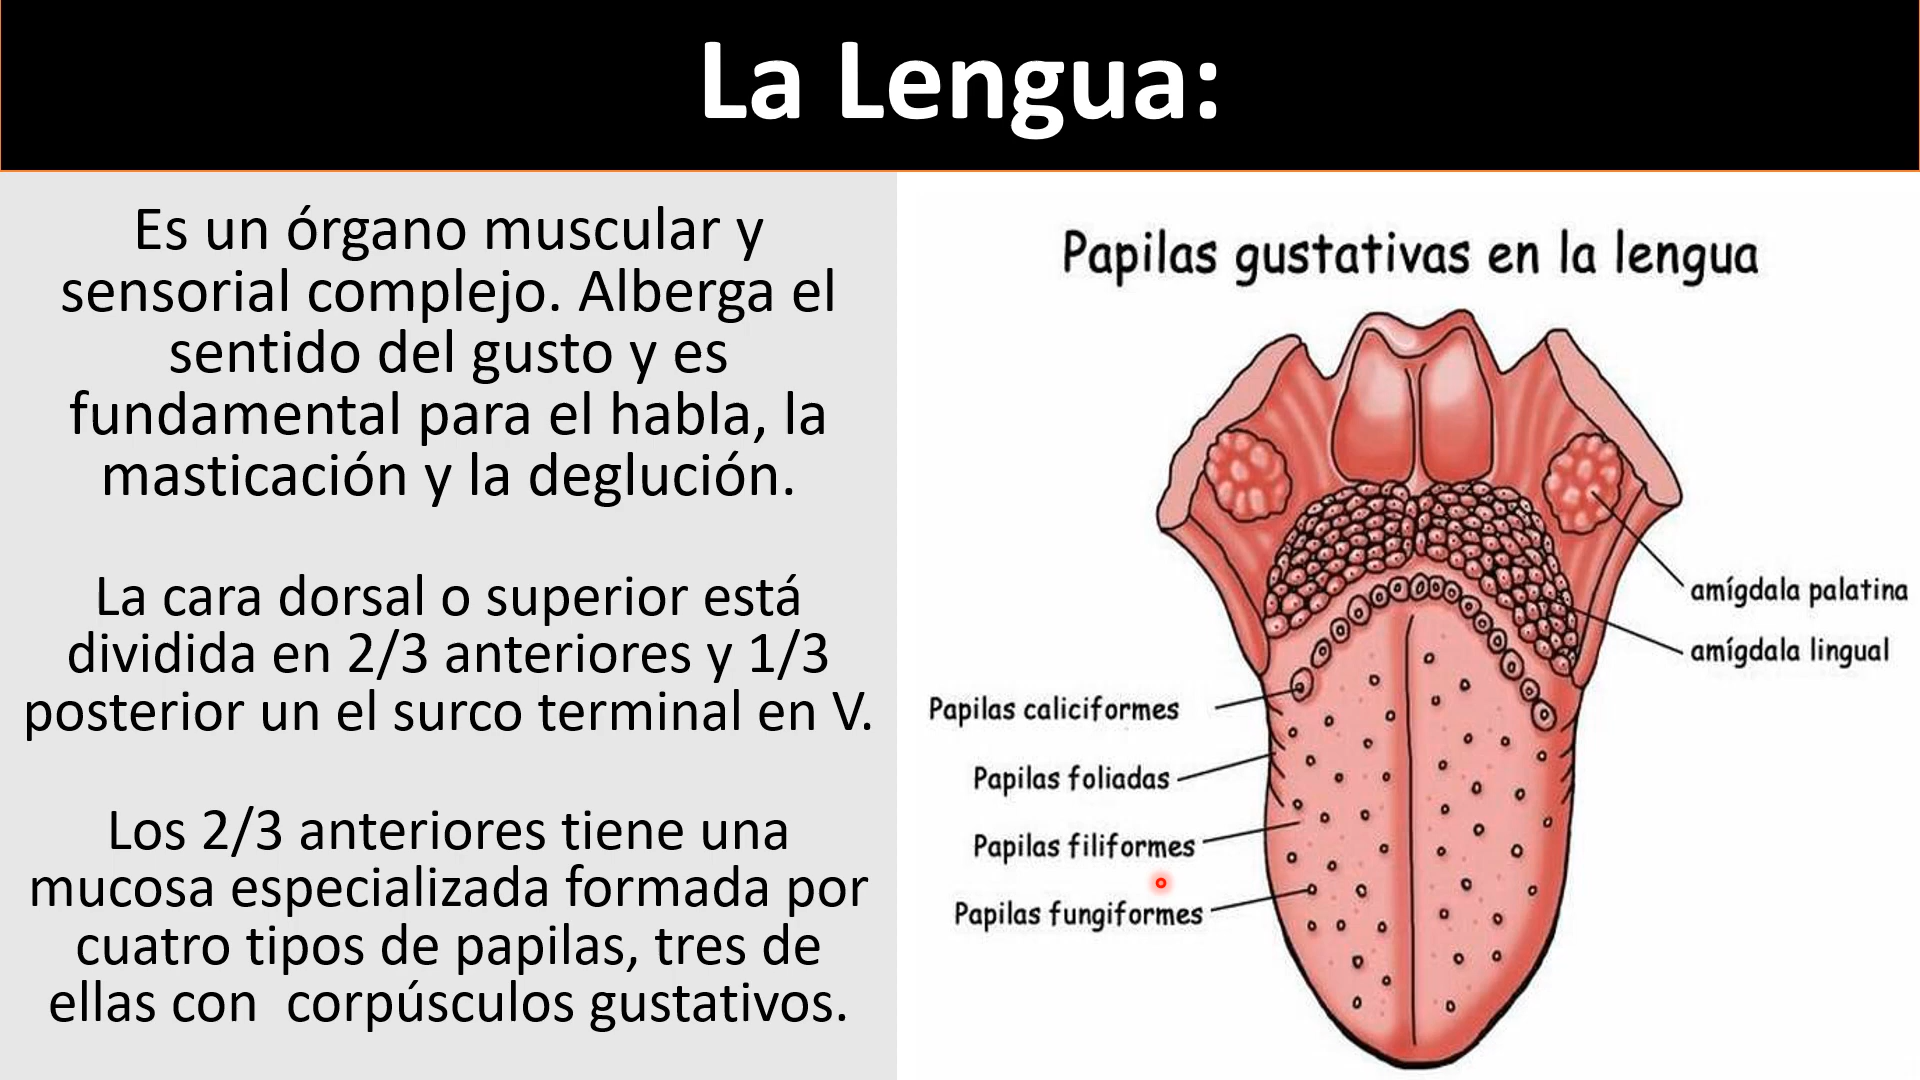 La Lengua:
Es un órgano muscular y
sensorial complejo. Alberga el
sentido del gusto y es
fundamental para el habla, la
masticación y la deglución.
La cara dorsal o superior está
dividida en 2/3 anteriores y 1/3
posterior un el surco terminal en V.
Los 2/3 anteriores tiene una
mucosa especializada formada por
cuatro tipos de papilas, tres de
ellas con corpúsculos gustativos.
Papilas gustativas en la lengua
amígdala palatina
amígdala lingual
Papilas caliciformes
Papilas foliadas
Papilas filiformes
Papilas fungiformes